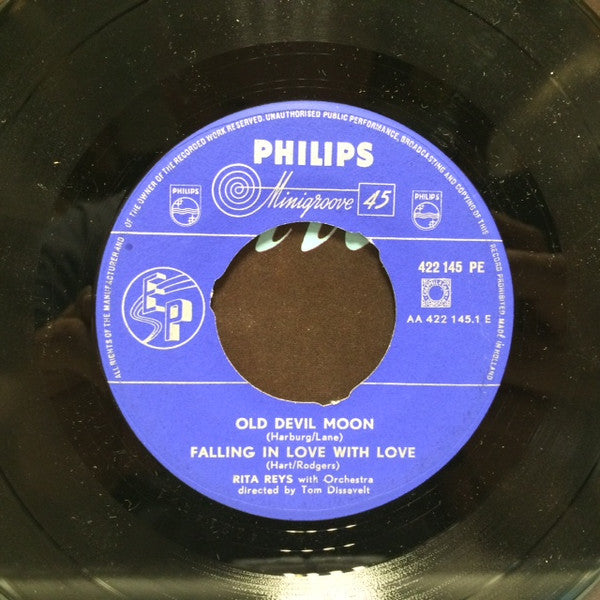 ALL RIGHTS OF THE MANUFACTURER AND OF THE OWNER OF THE RECORDED WORK RESERVED. UNAUTHORISED PUBLIC PERFORMANCE, BROADCASTING AND COPYING OF THIS RECORD PROHIBITED MADE IN HOLLAND
PHILIPS
Minigroove 45
PHILIPS
PHILIPS
422 145 PE
EP
AA 422 145.1 E
OLD DEVIL MOON
(Harburg/Lane)
FALLING IN LOVE WITH LOVE
(Hart/Rodgers)
RITA REYS with Orchestra
directed by Tom Dissavelt